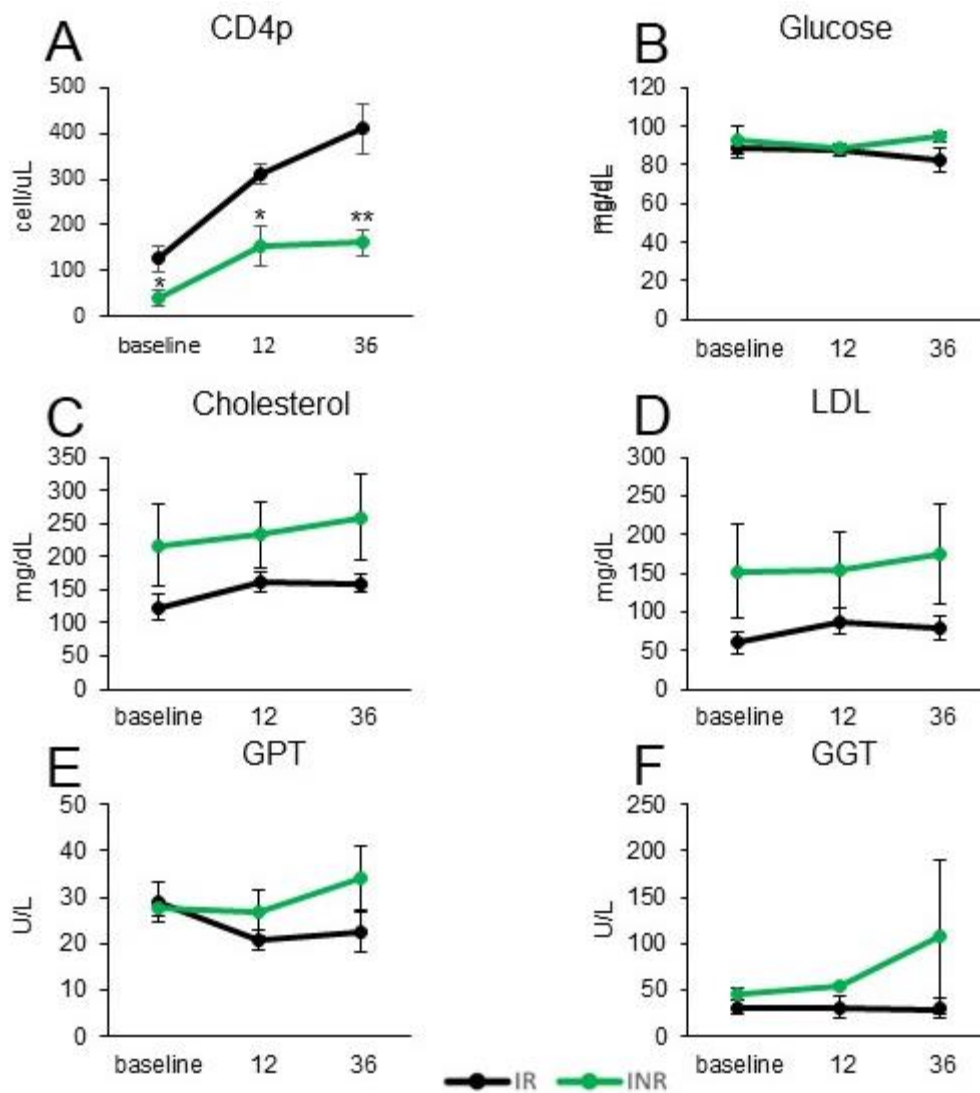 A CD4p
500
400
300
200
100
0
cell/uL
*
*
**
baseline 12 36
B Glucose
120
100
80
60
40
20
0
mg/dL
baseline 12 36
C Cholesterol
350
300
250
200
150
100
50
0
mg/dL
baseline 12 36
D LDL
300
250
200
150
100
50
0
mg/dL
baseline 12 36
E GPT
50
40
30
20
10
0
U/L
baseline 12 36
F GGT
250
200
150
100
50
0
U/L
baseline 12 36
IR INR